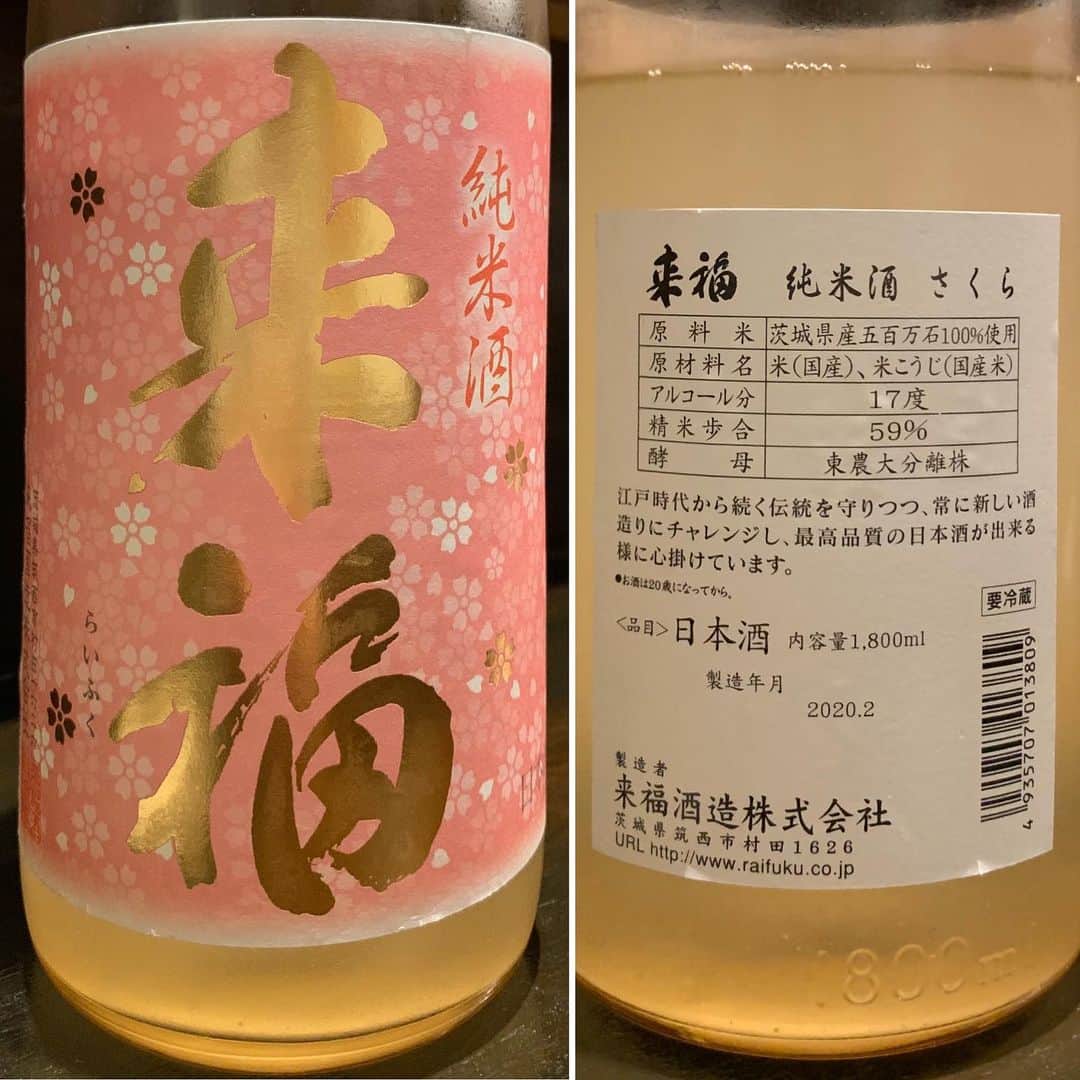 純米酒
来福
らいふく
来福 純米酒 さくら
原料米 茨城県産五百万石100%使用
原材料名 米(国産)、米こうじ(国産米)
アルコール分 17度
精米歩合 59%
酵母 東農大分離株
江戸時代から続く伝統を守りつつ、常に新しい酒
造りにチャレンジし、最高品質の日本酒が出来る
様に心掛けています。
●お酒は20歳になってから。
要冷蔵
<品目>日本酒 内容量1,800ml
製造年月
2020.2
4935707013809
製造者
来福酒造株式会社
茨城県筑西市村田1626
URL http://www.raifuku.co.jp
1800m